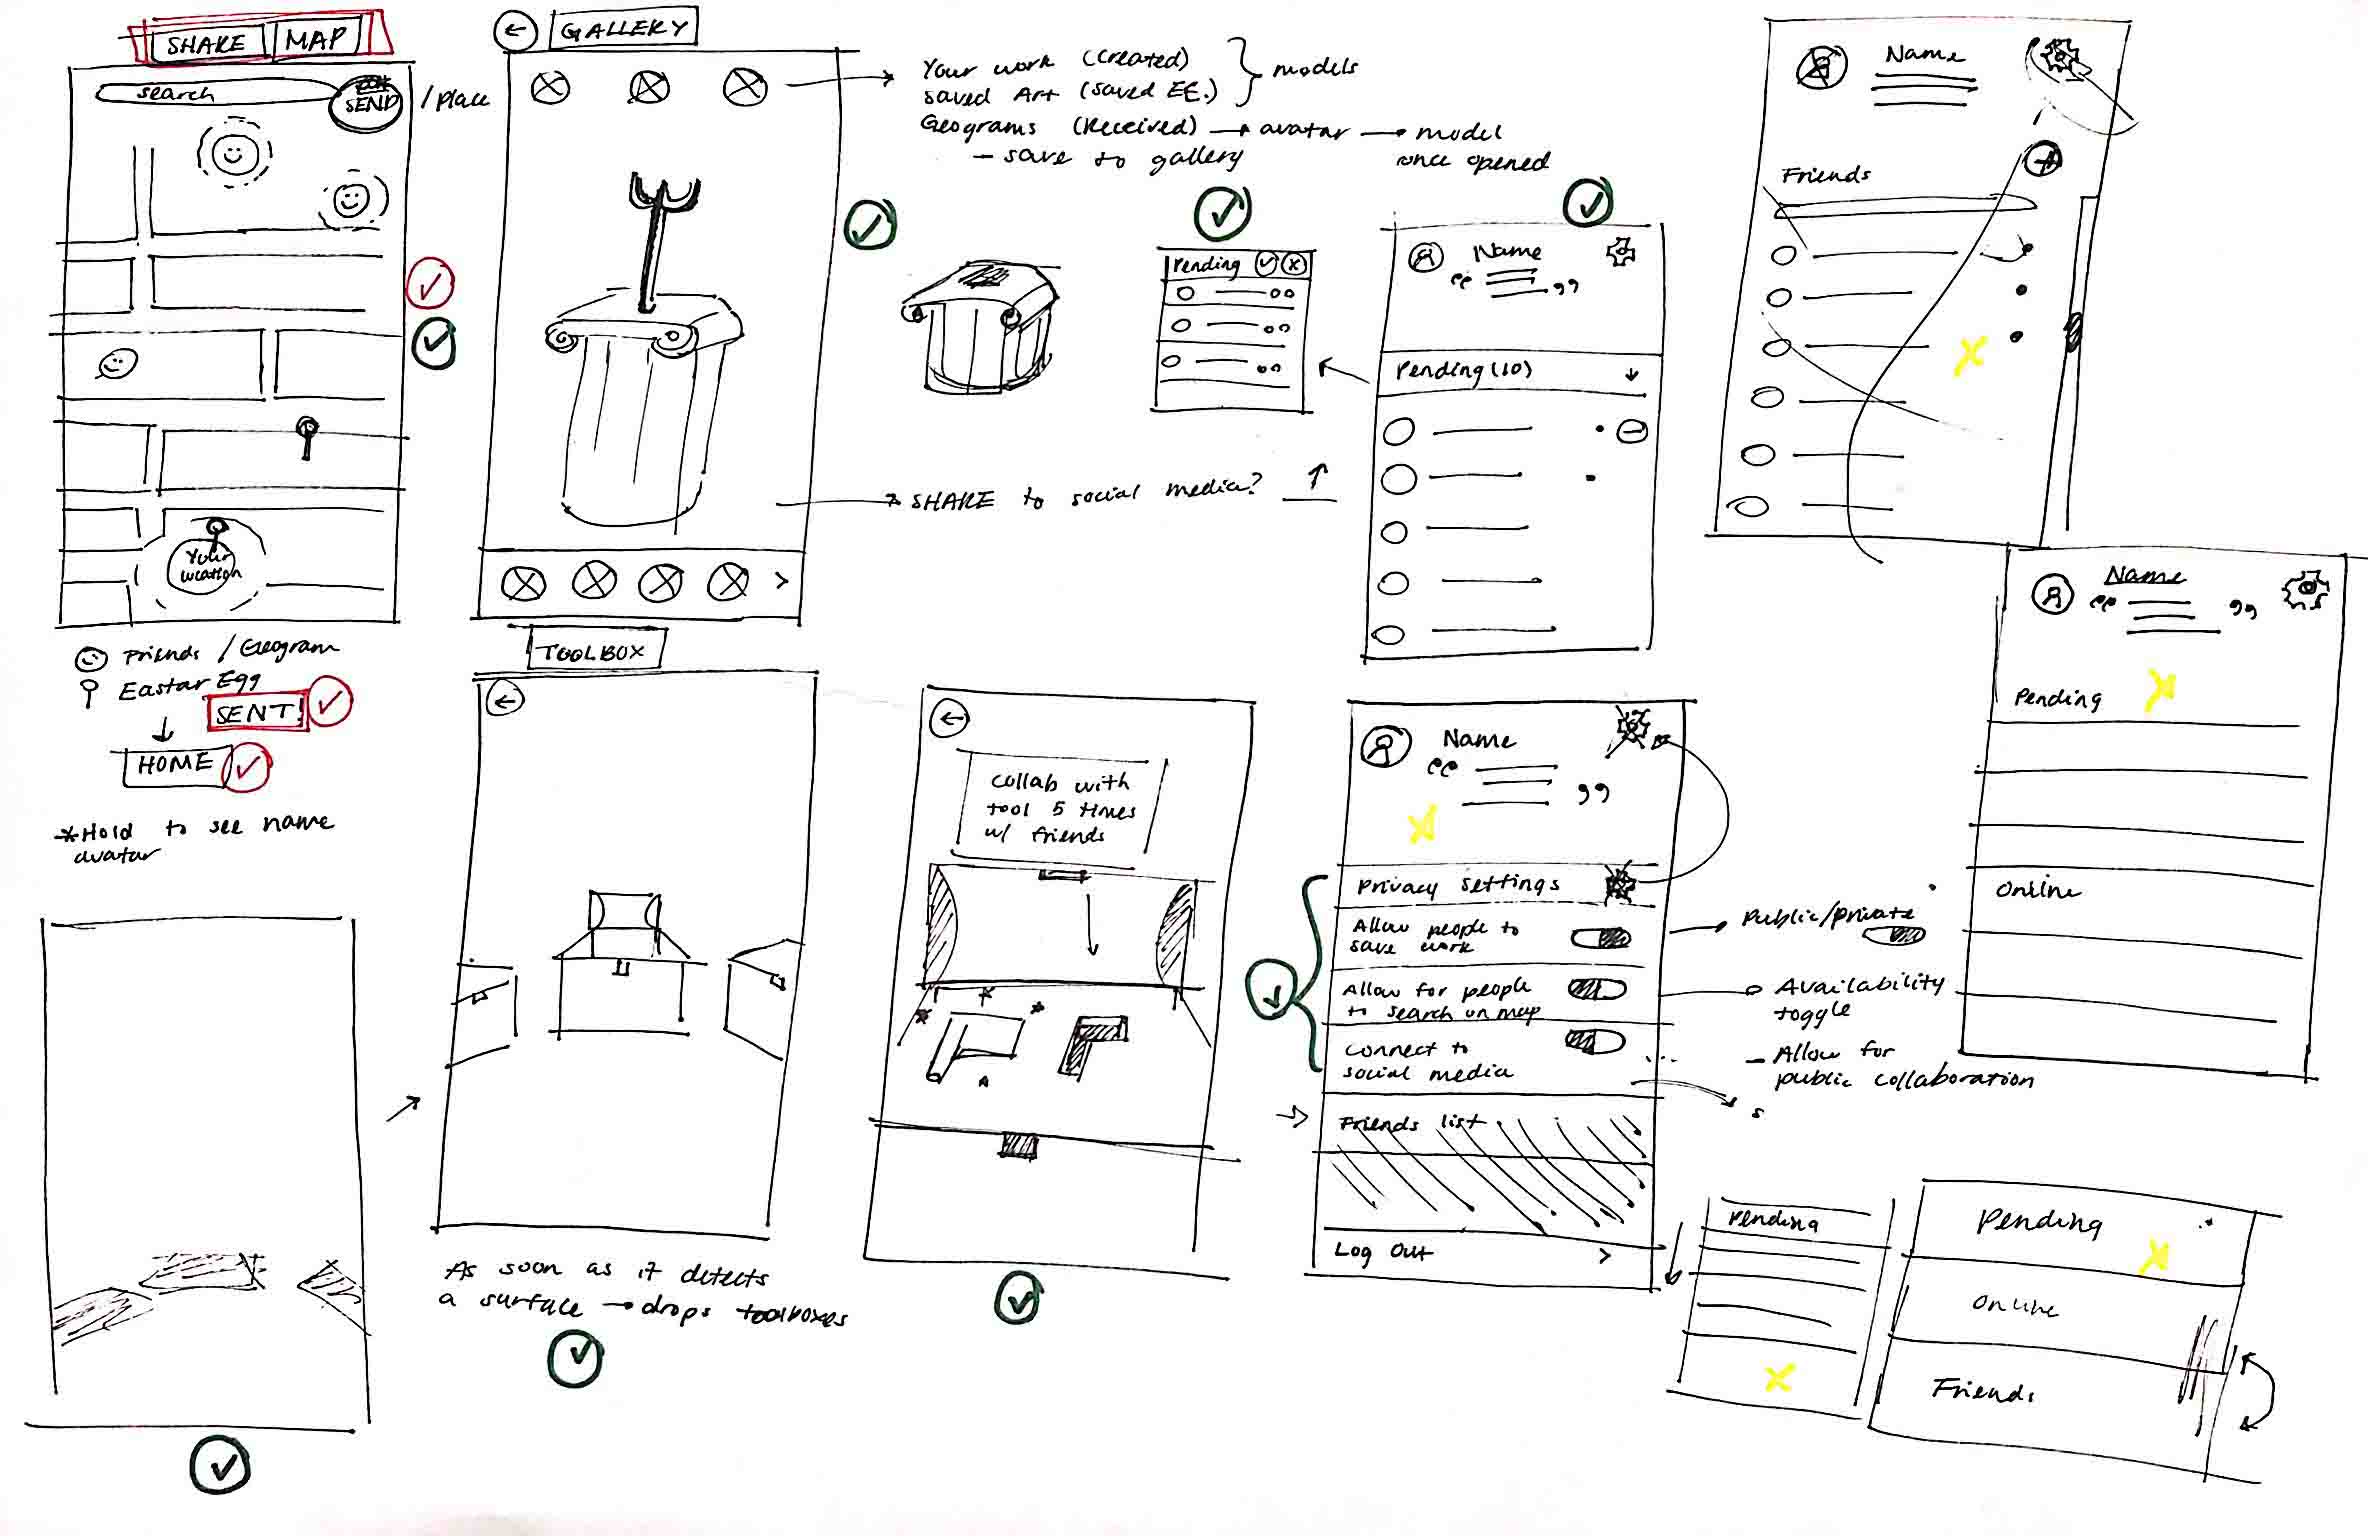 SHARE
MAP
search
SEND
/place
Your
location
Friends / Geogram
Eastar Egg
SENT!
HOME
*Hold to see name
avatar
GALLERY
Your work (created)
saved Art (saved EE.)
} models
Geograms (Received) → avatar → model
once opened
- save to gallery
→ SHARE to social media?
TOOLBOX
As soon as it detects
a surface → drops toolboxes
collab with
tool 5 times
w/ friends
Pending
Name
Pending (10)
Name
Friends
Name
Pending
Online
Name
Privacy settings
Allow people to
save work
Allow for people
to search on map
Connect to
social media
Friends list
Log Out
Public/private
Availability
toggle
- Allow for
public collaboration
s
Pending
Pending
Online
Friends